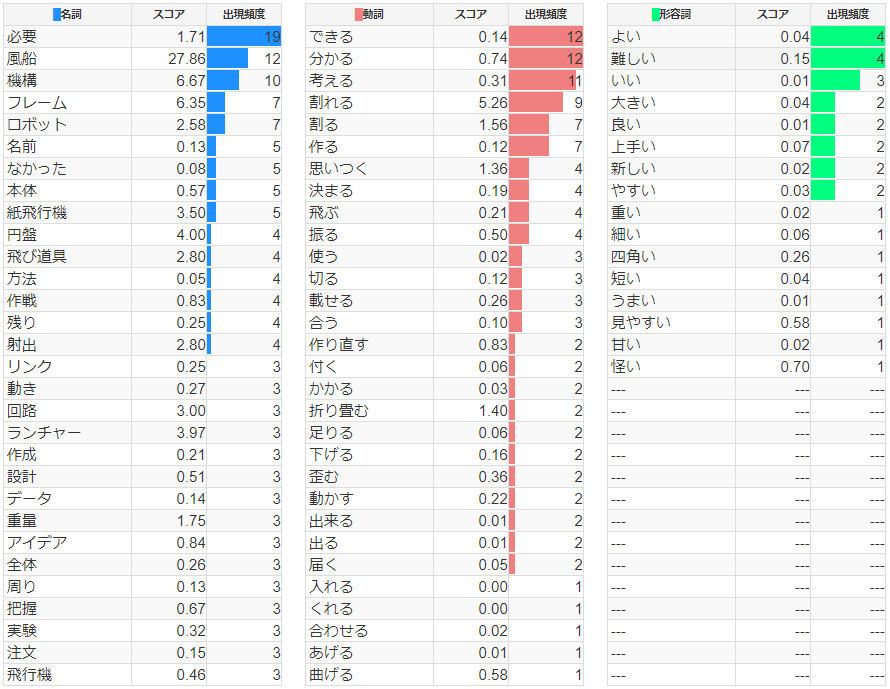 名詞 スコア 出現頻度 動詞 スコア 出現頻度 形容詞 スコア 出現頻度
必要 1.71 19 できる 0.14 12 よい 0.04 4
風船 27.86 12 分かる 0.74 12 難しい 0.15 4
機構 6.67 10 考える 0.31 11 いい 0.01 3
フレーム 6.35 7 割れる 5.26 9 大きい 0.04 2
ロボット 2.58 7 割る 1.56 7 良い 0.01 2
名前 0.13 5 作る 0.12 7 上手い 0.07 2
なかった 0.08 5 思いつく 1.36 4 新しい 0.02 2
本体 0.57 5 決まる 0.19 4 やすい 0.03 2
紙飛行機 3.50 5 飛ぶ 0.21 4 重い 0.02 1
円盤 4.00 4 振る 0.50 4 細い 0.06 1
飛び道具 2.80 4 使う 0.02 3 四角い 0.26 1
方法 0.05 4 切る 0.12 3 短い 0.04 1
作戦 0.83 4 載せる 0.26 3 うまい 0.01 1
残り 0.25 4 合う 0.10 3 見やすい 0.58 1
射出 2.80 4 作り直す 0.83 2 甘い 0.02 1
リンク 0.25 3 付く 0.06 2 怪い 0.70 1
動き 0.27 3 かかる 0.03 2 --- --- ---
回路 3.00 3 折り畳む 1.40 2 --- --- ---
ランチャー 3.97 3 足りる 0.06 2 --- --- ---
作成 0.21 3 下げる 0.16 2 --- --- ---
設計 0.51 3 歪む 0.36 2 --- --- ---
データ 0.14 3 動かす 0.22 2 --- --- ---
重量 1.75 3 出来る 0.01 2 --- --- ---
アイデア 0.84 3 出る 0.01 2 --- --- ---
全体 0.26 3 届く 0.05 2 --- --- ---
周り 0.13 3 入れる 0.00 1 --- --- ---
把握 0.67 3 くれる 0.00 1 --- --- ---
実験 0.32 3 合わせる 0.02 1 --- --- ---
注文 0.15 3 あげる 0.01 1 --- --- ---
飛行機 0.46 3 曲げる 0.58 1 --- --- ---